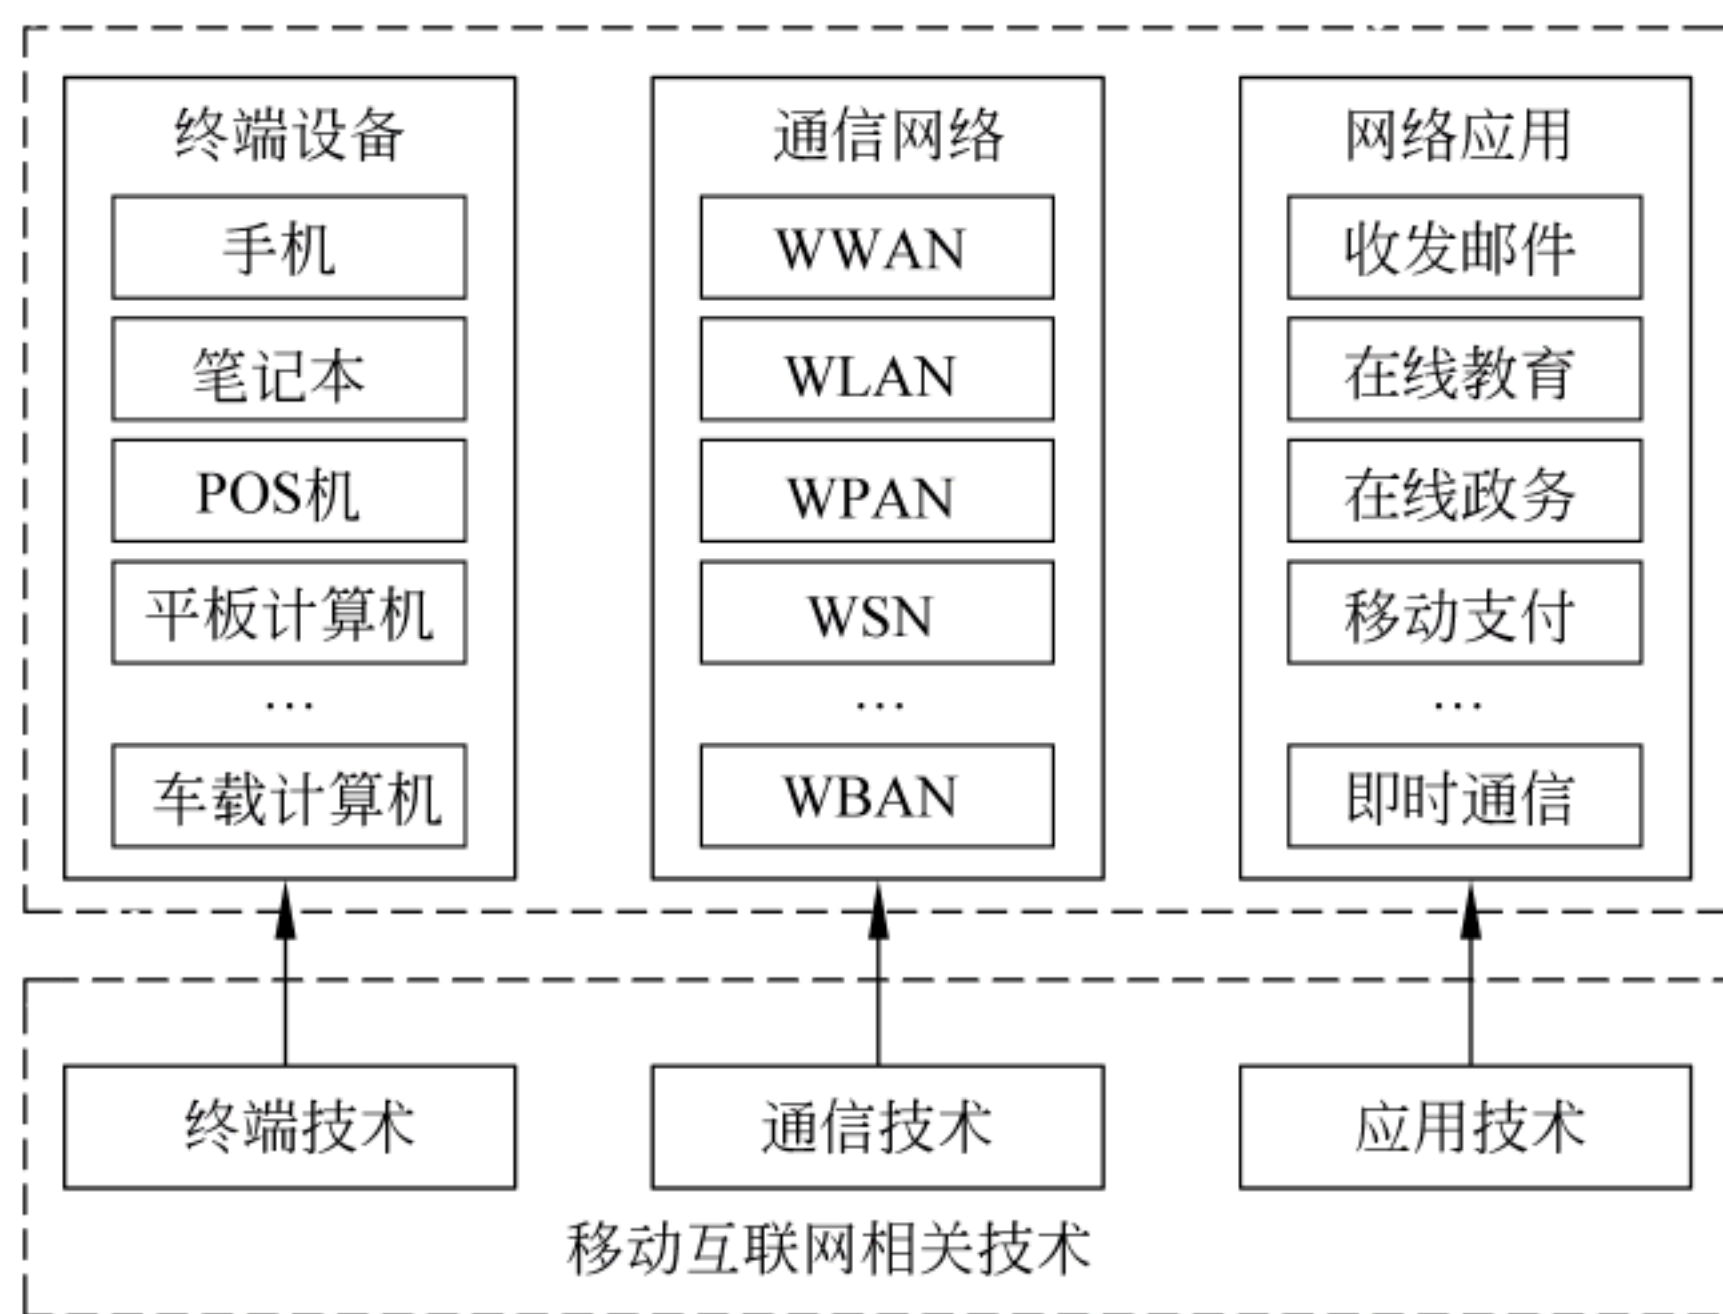 终端设备
手机
笔记本
POS机
平板计算机
…
车载计算机
通信网络
WWAN
WLAN
WPAN
WSN
…
WBAN
网络应用
收发邮件
在线教育
在线政务
移动支付
…
即时通信
终端技术
通信技术
应用技术
移动互联网相关技术